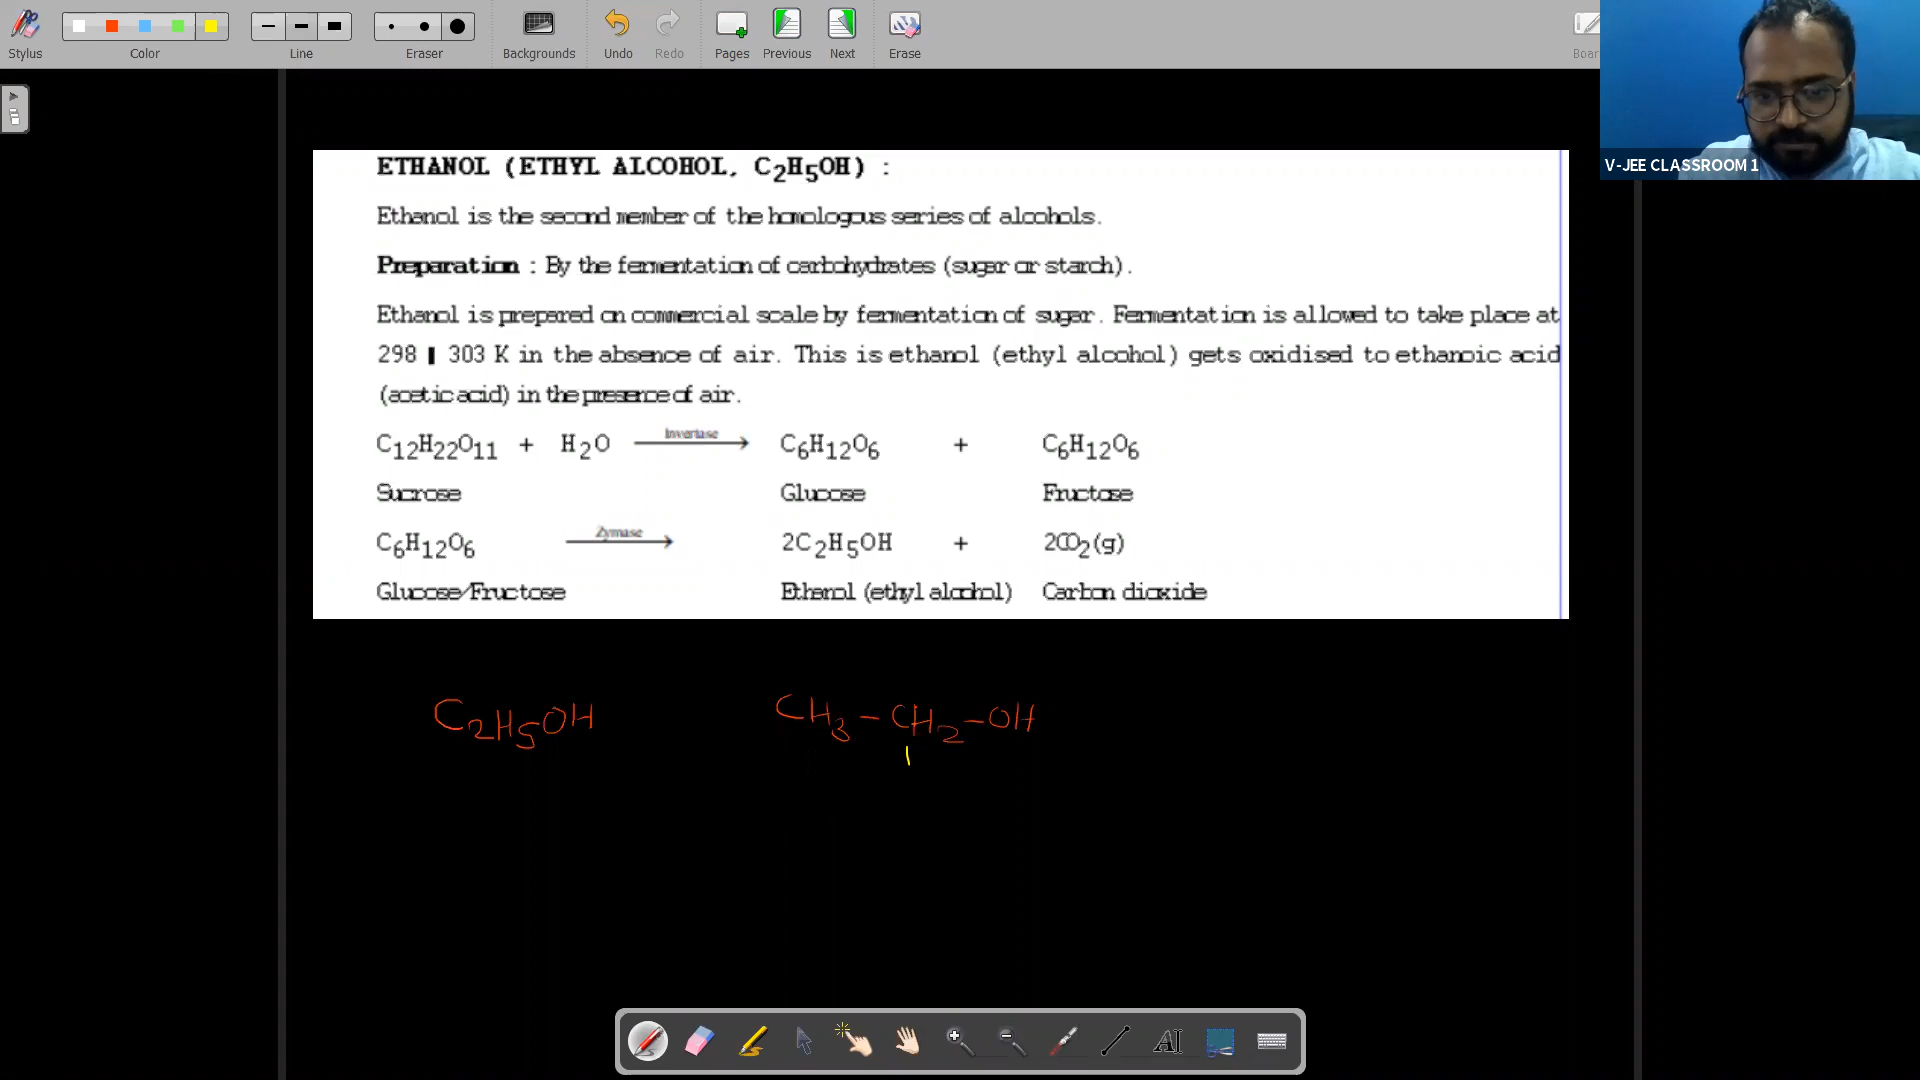 Stylus Color Line Eraser Backgrounds Undo Redo Pages Previous Next Erase Boar
V-JEE CLASSROOM 1
ETHANOL (ETHYL ALCOHOL, C2H5OH) :
Ethanol is the second member of the homologous series of alcohols.
Preparation : By the fermentation of carbohydrates (sugar or starch).
Ethanol is prepared on commercial scale by fermentation of sugar. Fermentation is allowed to take place at
298 ▌ 303 K in the absence of air. This is ethanol (ethyl alcohol) gets oxidised to ethanoic acid
(acetic acid) in the presence of air.
C12H22O11 + H2O Invertase → C6H12O6 + C6H12O6
Sucrose Glucose Fructose
C6H12O6 Zymase → 2C2H5OH + 2CO2(g)
Glucose/Fructose Ethanol (ethyl alcohol) Carbon dioxide
C2H5OH CH3-CH2-OH